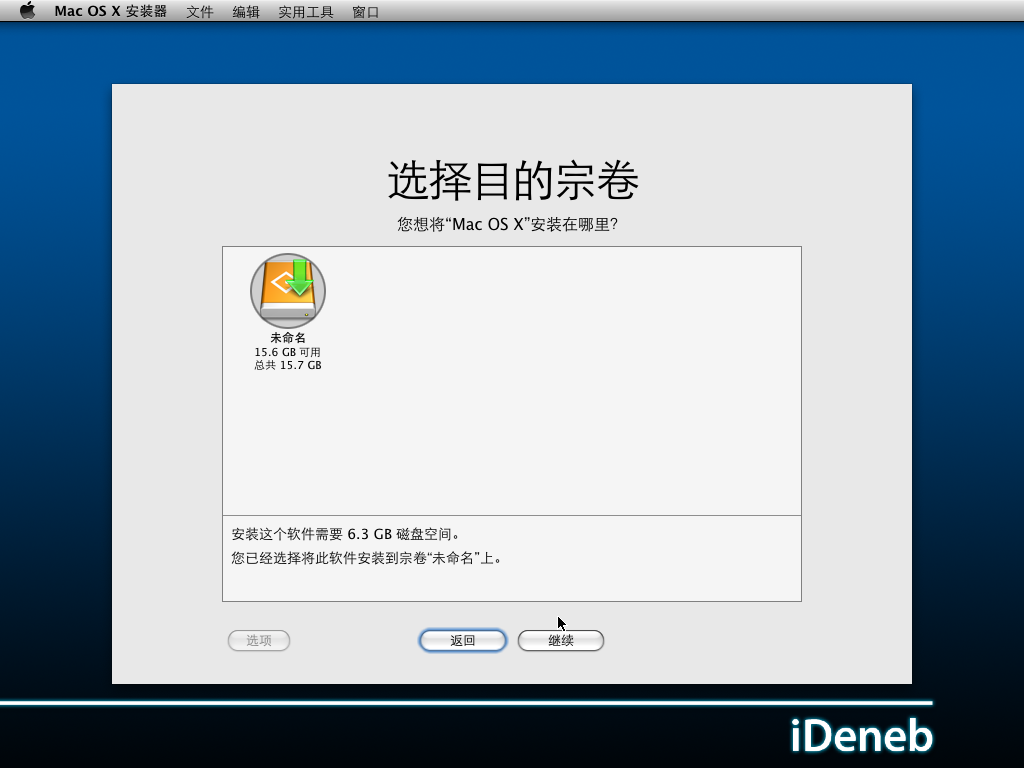 Mac OS X 安装器 文件 编辑 实用工具 窗口
选择目的宗卷
您想将“Mac OS X”安装在哪里？
未命名
15.6 GB 可用
总共 15.7 GB
安装这个软件需要 6.3 GB 磁盘空间。
您已经选择将此软件安装到宗卷“未命名”上。
选项 返回 继续
iDeneb